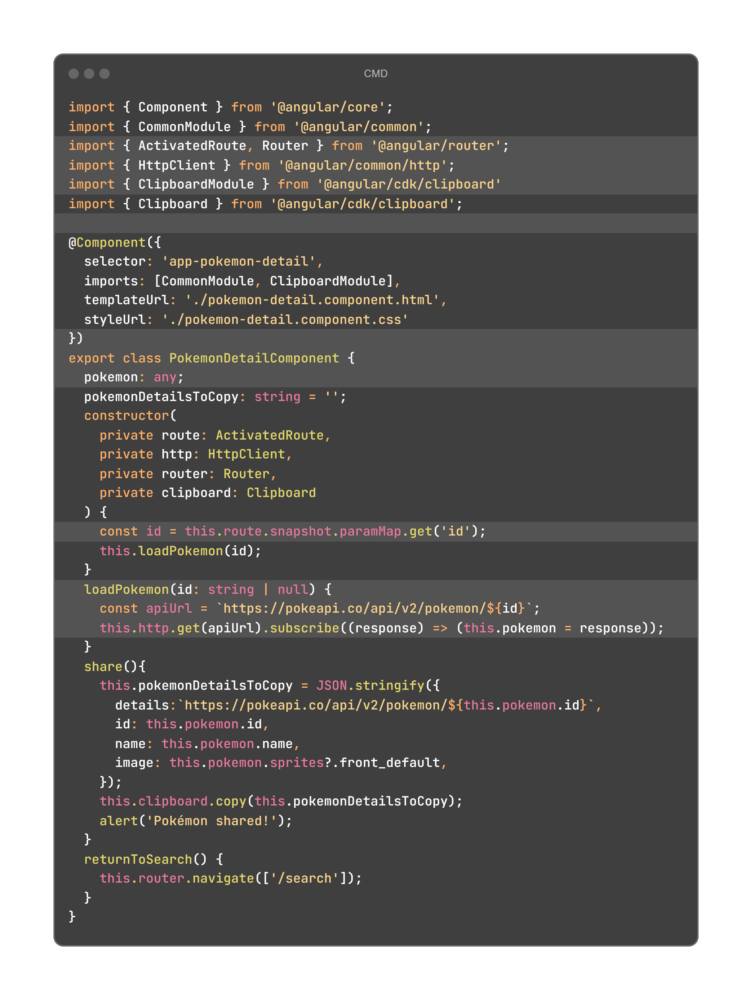 CMD
import { Component } from '@angular/core';
import { CommonModule } from '@angular/common';
import { ActivatedRoute, Router } from '@angular/router';
import { HttpClient } from '@angular/common/http';
import { ClipboardModule } from '@angular/cdk/clipboard'
import { Clipboard } from '@angular/cdk/clipboard';

@Component({
  selector: 'app-pokemon-detail',
  imports: [CommonModule, ClipboardModule],
  templateUrl: './pokemon-detail.component.html',
  styleUrl: './pokemon-detail.component.css'
})
export class PokemonDetailComponent {
  pokemon: any;
  pokemonDetailsToCopy: string = '';
  constructor(
    private route: ActivatedRoute,
    private http: HttpClient,
    private router: Router,
    private clipboard: Clipboard
  ) {
    const id = this.route.snapshot.paramMap.get('id');
    this.loadPokemon(id);
  }
  loadPokemon(id: string | null) {
    const apiUrl = `https://pokeapi.co/api/v2/pokemon/${id}`;
    this.http.get(apiUrl).subscribe((response) => (this.pokemon = response));
  }
  share(){
    this.pokemonDetailsToCopy = JSON.stringify({
      details:`https://pokeapi.co/api/v2/pokemon/${this.pokemon.id}`,
      id: this.pokemon.id,
      name: this.pokemon.name,
      image: this.pokemon.sprites?.front_default,
    });
    this.clipboard.copy(this.pokemonDetailsToCopy);
    alert('Pokémon shared!');
  }
  returnToSearch() {
    this.router.navigate(['/search']);
  }
}